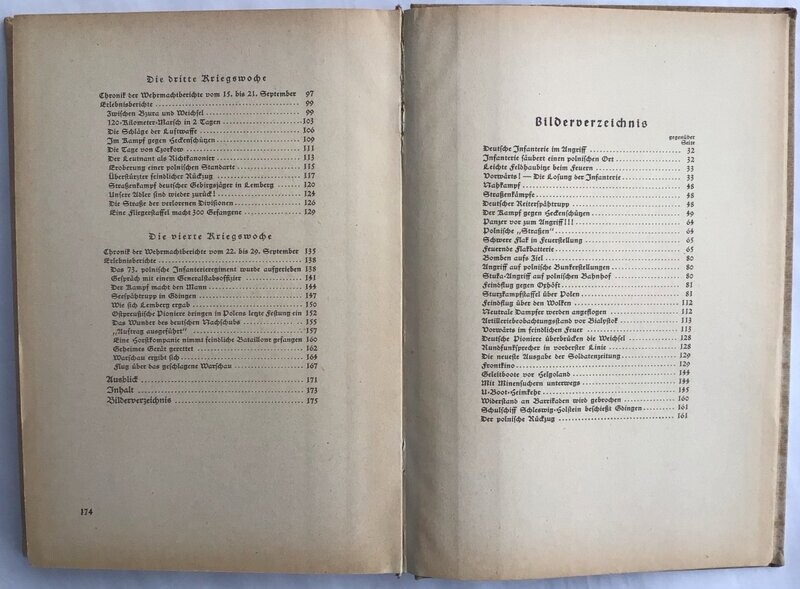 Die dritte Kriegswoche
Chronik der Wehrmachtberichte vom 15. bis 21. September 97
Erlebnisberichte 99
Zwischen Bzura und Weichsel 99
120-Kilometer-Marsch in 2 Tagen 103
Die Schläge der Luftwaffe 106
Im Kampf gegen Heckenschützen 109
Die Tage von Czorkow 111
Der Leutnant als Richtkanonier 113
Eroberung einer polnischen Standarte 115
Überstürzter feindlicher Rückzug 117
Straßenkampf deutscher Gebirgsjäger in Lemberg 120
Unsere Adler sind wieder zurück! 124
Die Straße der verlorenen Divisionen 126
Eine Fliegerstaffel macht 300 Gefangene 129
Die vierte Kriegswoche
Chronik der Wehrmachtberichte vom 22. bis 29. September 135
Erlebnisberichte 138
Das 73. polnische Infanterieregiment wurde aufgerieben 138
Gespräch mit einem Generalstabsoffizier 141
Der Kampf macht den Mann 144
Seespähtrupp in Gdingen 147
Wie sich Lemberg ergab 150
Ostpreußische Pioniere dringen in Polens letzte Festung ein 152
Das Wunder des deutschen Nachschubs 155
„Auftrag ausgeführt“ 157
Eine Horstkompanie nimmt feindliche Bataillone gefangen 160
Geheimes Gerät gerettet 162
Warschau ergibt sich 164
Flug über das geschlagene Warschau 167
Ausblick 171
Inhalt 173
Bilderverzeichnis 175
174
Bilderverzeichnis
gegenüber
Seite
Deutsche Infanterie im Angriff 32
Infanterie säubert einen polnischen Ort 32
Leichte Feldhaubitze beim Feuern 33
Vorwärts! — Die Losung der Infanterie 33
Nahkampf 48
Straßenkämpfe 48
Deutscher Reiterspähtrupp 48
Der Kampf gegen Heckenschützen 49
Panzer vor zum Angriff!!! 64
Polnische „Straßen“ 64
Schwere Flak in Feuerstellung 65
Feuernde Flakbatterie 65
Bomben aufs Ziel 80
Angriff auf polnische Bunkerstellungen 80
Stuka-Angriff auf polnischen Bahnhof 80
Feindflug gegen Oxhöft 81
Sturzkampfstaffel über Polen 81
Feindflug über den Wolken 112
Neutrale Dampfer werden angeflogen 112
Artilleriebeobachtungsstand vor Bialystok 113
Vorwärts im feindlichen Feuer 113
Deutsche Pioniere überbrücken die Weichsel 128
Rundfunksprecher in vorderster Linie 128
Die neueste Ausgabe der Soldatenzeitung 129
Frontkino 129
Geleitboote vor Helgoland 144
Mit Minensuchern unterwegs 144
U-Boot-Heimkehr 145
Widerstand an Barrikaden wird gebrochen 160
Schulschiff Schleswig-Holstein beschießt Gdingen 161
Der polnische Rückzug 161